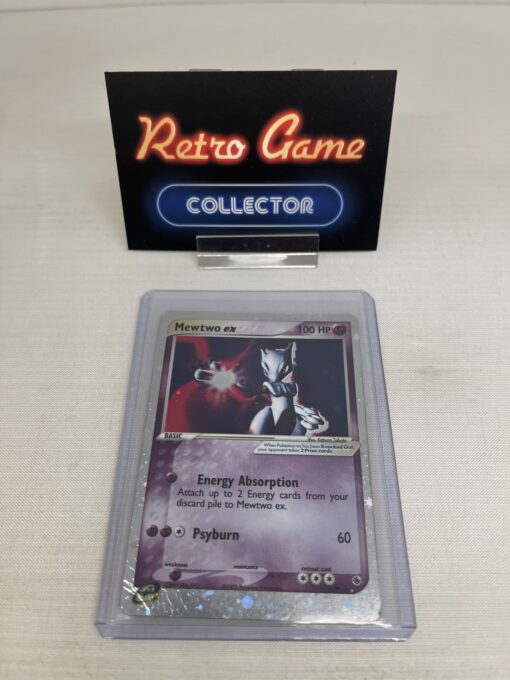 Retro Game
COLLECTOR
Mewtwo ex
100 HP
BASIC
When Pokémon-ex has been Knocked Out,
your opponent takes 2 Prize cards.
Energy Absorption
Attach up to 2 Energy cards from your
discard pile to Mewtwo ex.
Psyburn 60
weakness resistance retreat cost